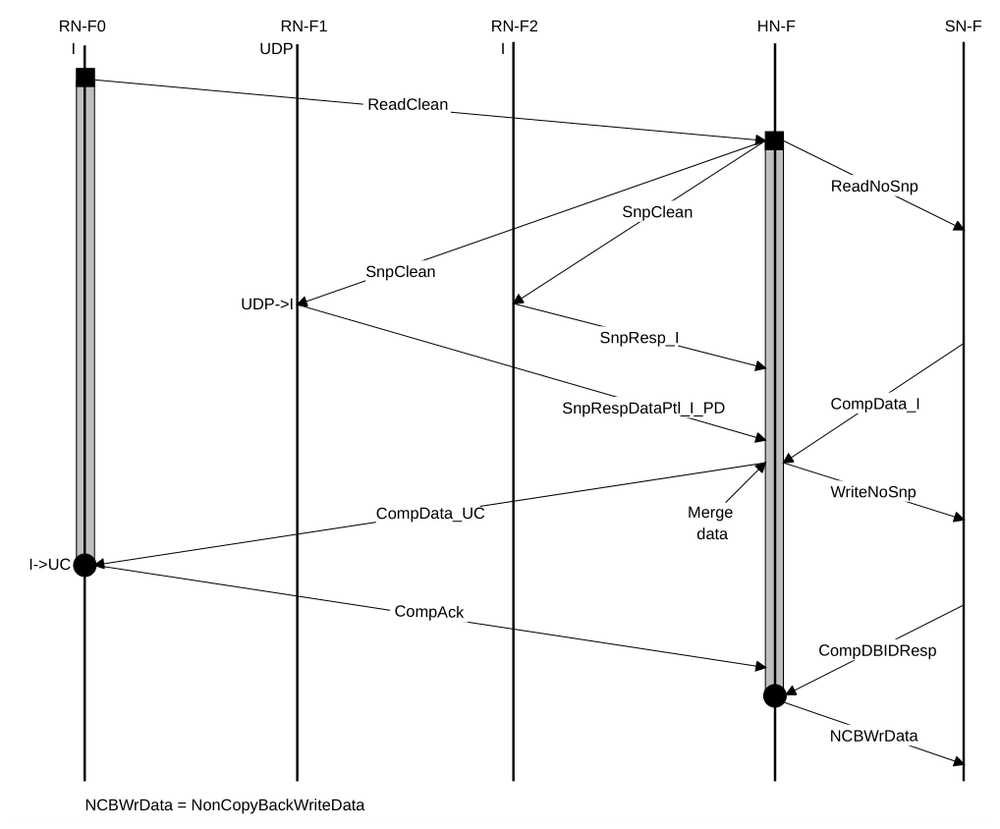 RN-F0 RN-F1 RN-F2 HN-F SN-F
I UDP I
ReadClean
ReadNoSnp
SnpClean
SnpClean
UDP->I
SnpResp_I
CompData_I
SnpRespDataPtl_I_PD
WriteNoSnp
CompData_UC
Merge
data
I->UC
CompAck
CompDBIDResp
NCBWrData
NCBWrData = NonCopyBackWriteData